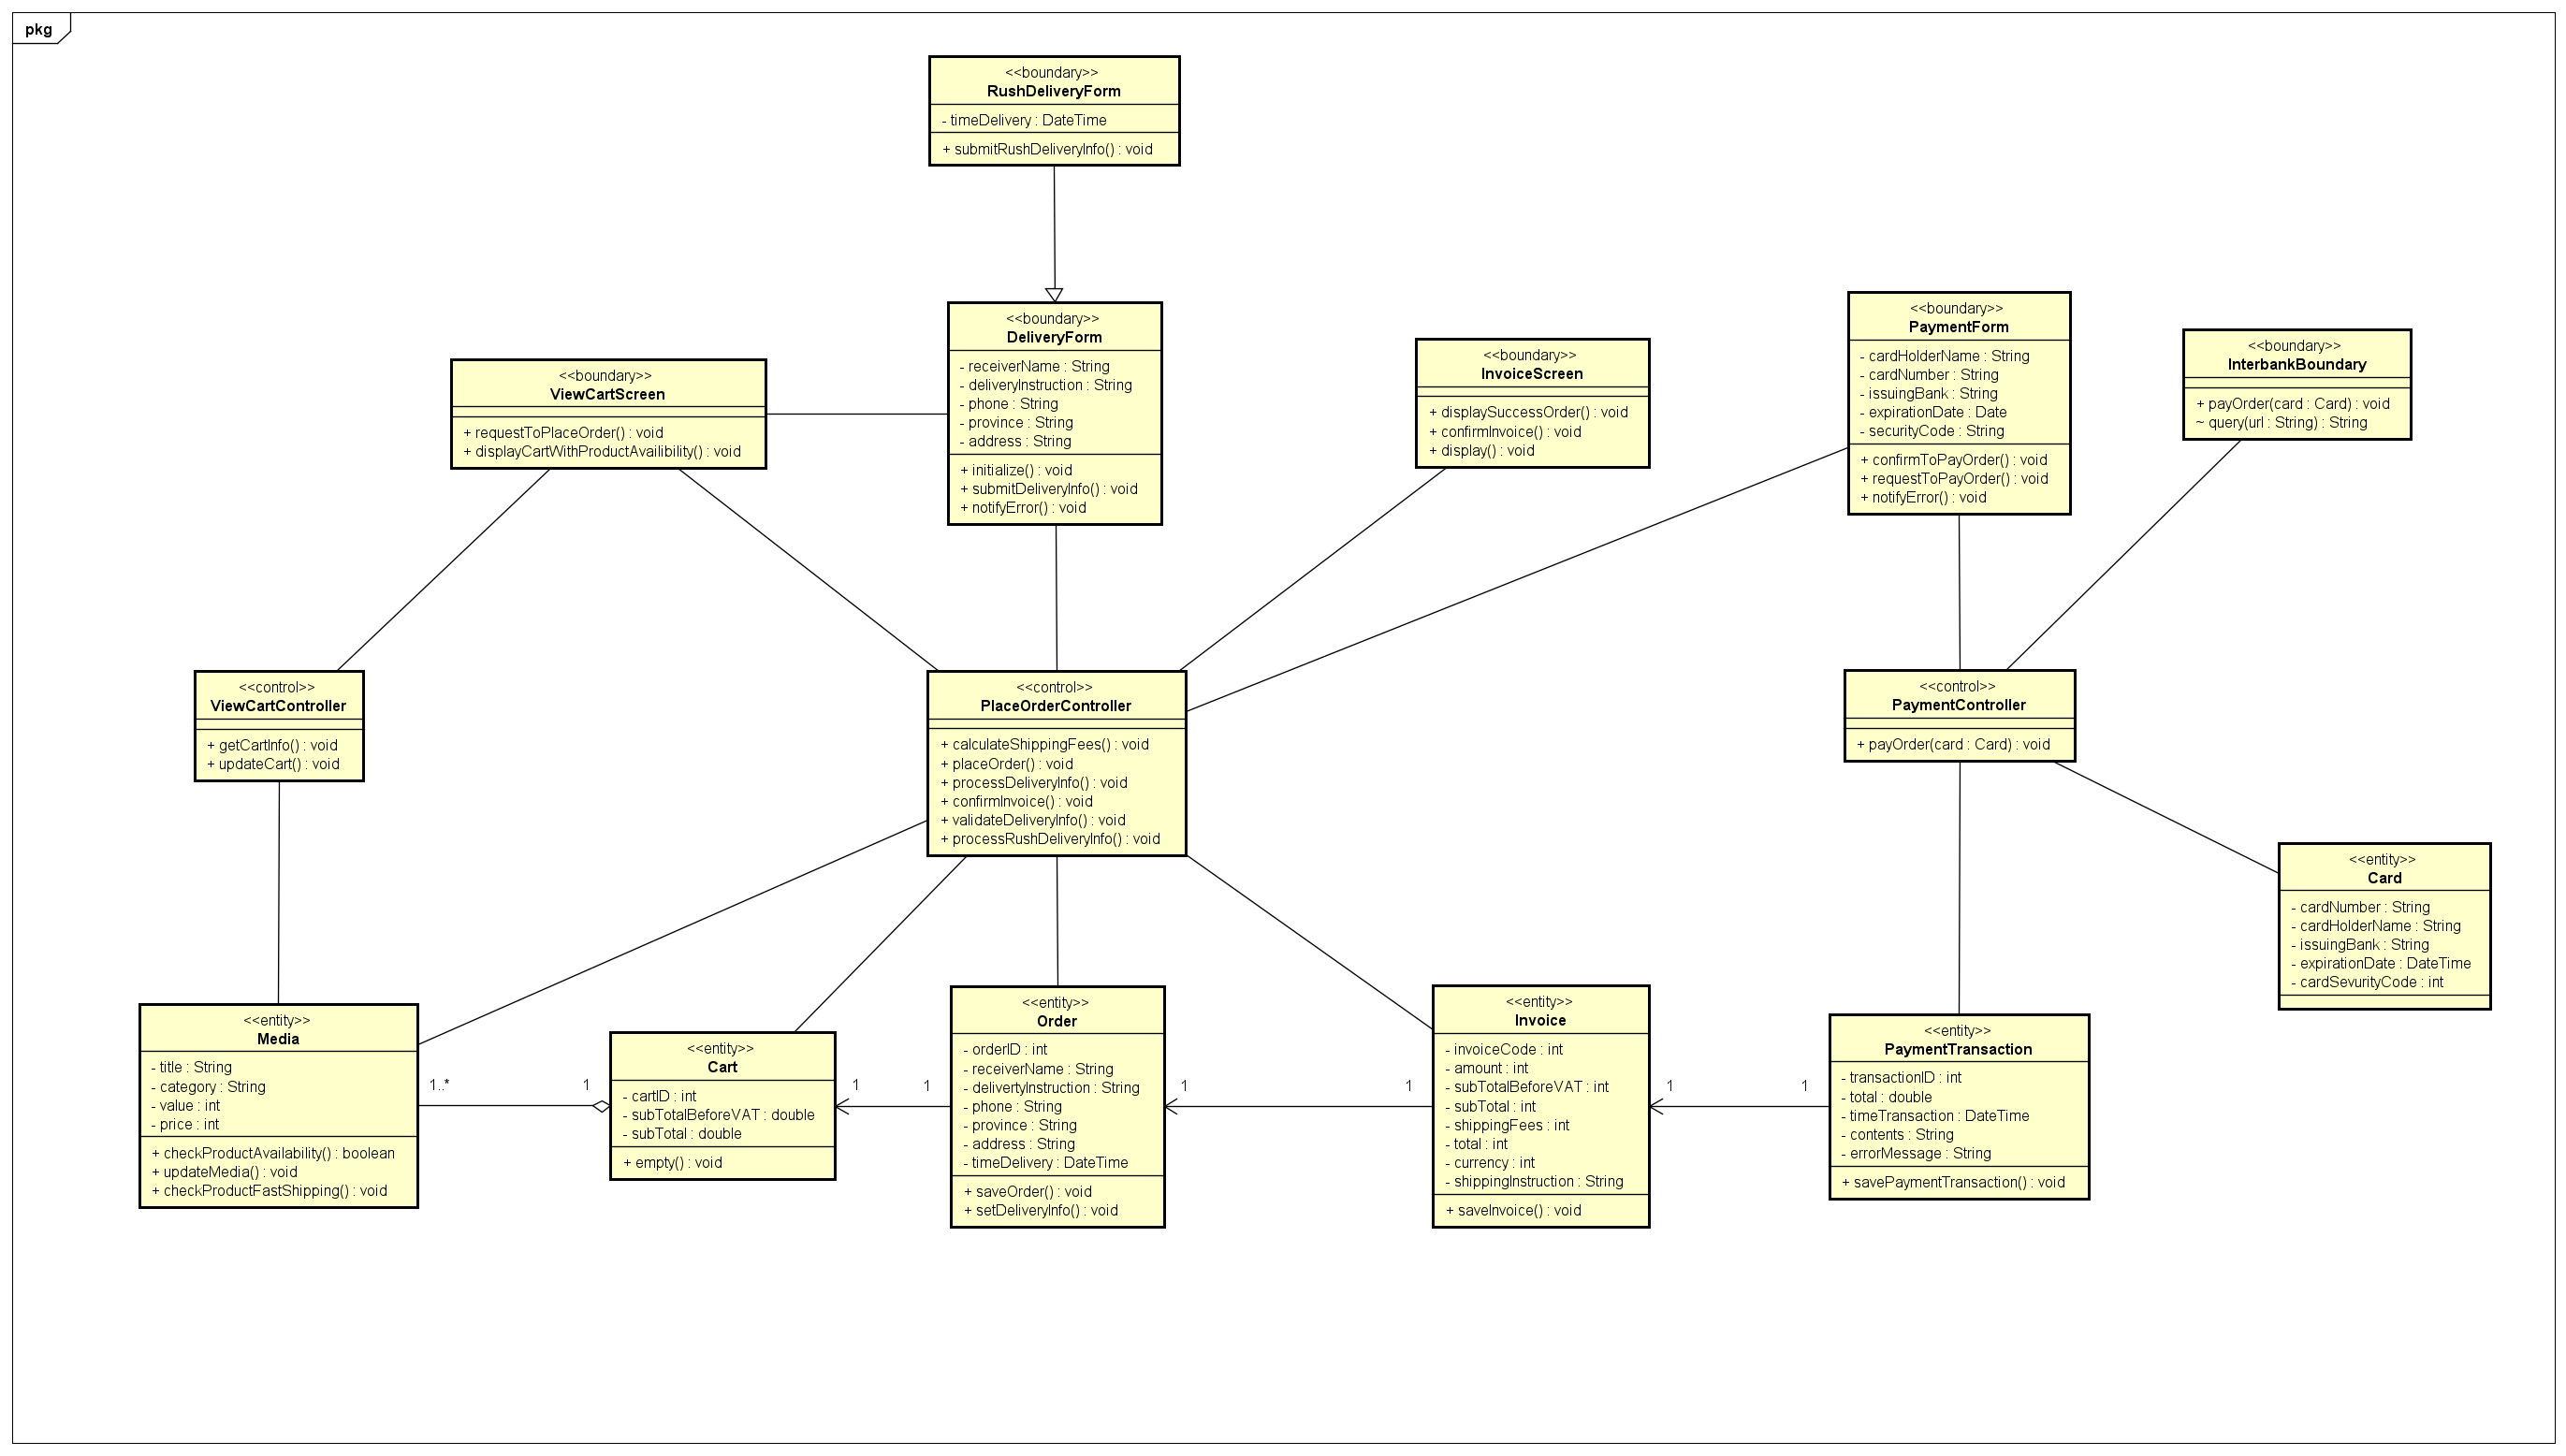 pkg
<<boundary>>
RushDeliveryForm
- timeDelivery : DateTime
+ submitRushDeliveryInfo() : void
<<boundary>>
DeliveryForm
- receiverName : String
- deliveryInstruction : String
- phone : String
- province : String
- address : String
+ initialize() : void
+ submitDeliveryInfo() : void
+ notifyError() : void
<<boundary>>
ViewCartScreen
+ requestToPlaceOrder() : void
+ displayCartWithProductAvailibility() : void
<<boundary>>
InvoiceScreen
+ displaySuccessOrder() : void
+ confirmInvoice() : void
+ display() : void
<<boundary>>
PaymentForm
- cardHolderName : String
- cardNumber : String
- issuingBank : String
- expirationDate : Date
- securityCode : String
+ confirmToPayOrder() : void
+ requestToPayOrder() : void
+ notifyError() : void
<<boundary>>
InterbankBoundary
+ payOrder(card : Card) : void
~ query(url : String) : String
<<control>>
ViewCartController
+ getCartInfo() : void
+ updateCart() : void
<<control>>
PlaceOrderController
+ calculateShippingFees() : void
+ placeOrder() : void
+ processDeliveryInfo() : void
+ confirmInvoice() : void
+ validateDeliveryInfo() : void
+ processRushDeliveryInfo() : void
<<control>>
PaymentController
+ payOrder(card : Card) : void
<<entity>>
Card
- cardNumber : String
- cardHolderName : String
- issuingBank : String
- expirationDate : DateTime
- cardSevurityCode : int
<<entity>>
Media
- title : String
- category : String
- value : int
- price : int
+ checkProductAvailability() : boolean
+ updateMedia() : void
+ checkProductFastShipping() : void
1..*
1
<<entity>>
Cart
- cartID : int
- subTotalBeforeVAT : double
- subTotal : double
+ empty() : void
1
1
<<entity>>
Order
- orderID : int
- receiverName : String
- delivertyInstruction : String
- phone : String
- province : String
- address : String
- timeDelivery : DateTime
+ saveOrder() : void
+ setDeliveryInfo() : void
1
1
<<entity>>
Invoice
- invoiceCode : int
- amount : int
- subTotalBeforeVAT : int
- subTotal : int
- shippingFees : int
- total : int
- currency : int
- shippingInstruction : String
+ saveInvoice() : void
1
1
<<entity>>
PaymentTransaction
- transactionID : int
- total : double
- timeTransaction : DateTime
- contents : String
- errorMessage : String
+ savePaymentTransaction() : void